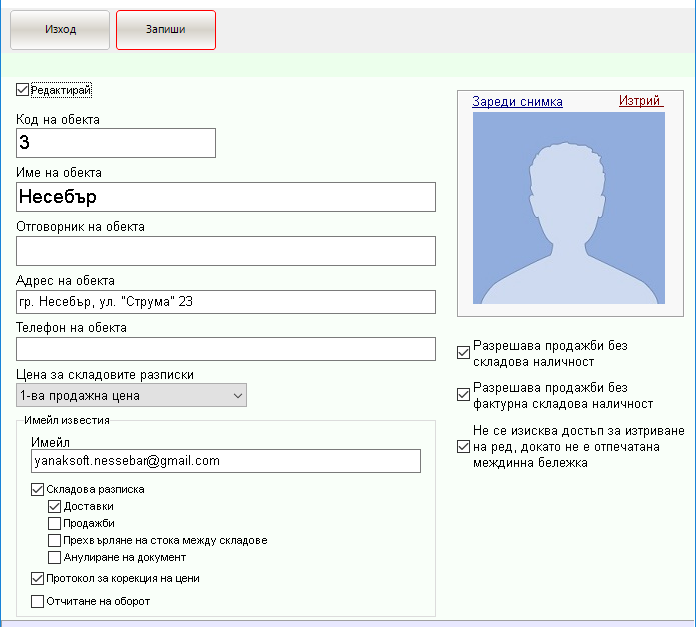 Изход
Запиши
Редактирай
Код на обекта
3
Име на обекта
Несебър
Отговорник на обекта
Адрес на обекта
гр. Несебър, ул. "Струма" 23
Телефон на обекта
Цена за складовите разписки
1-ва продажна цена
Имейл известия
Имейл
yanaksoft.nessebar@gmail.com
Складова разписка
Доставки
Продажби
Прехвърляне на стока между складове
Анулиране на документ
Протокол за корекция на цени
Отчитане на оборот
Зареди снимка
Изтрий
Разрешава продажби без
складова наличност
Разрешава продажби без
фактурна складова наличност
Не се изисква достъп за изтриване
на ред, докато не е отпечатана
междинна бележка